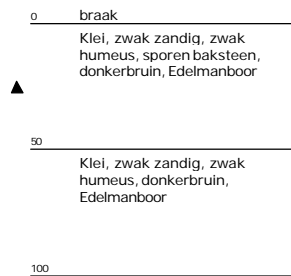 0 braak
Klei, zwak zandig, zwak
humeus, sporen baksteen,
donkerbruin, Edelmanboor
50
Klei, zwak zandig, zwak
humeus, donkerbruin,
Edelmanboor
100